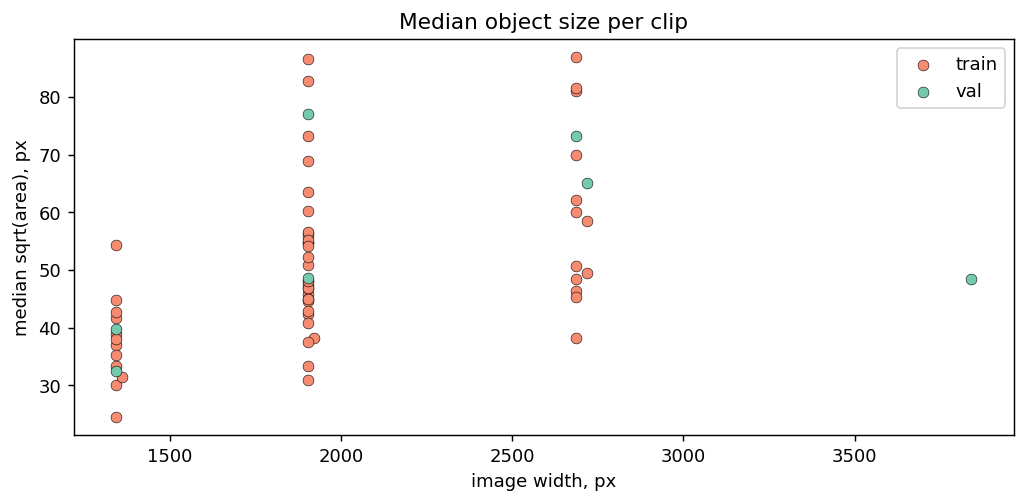 Median object size per clip
train
val
80
70
60
50
40
30
median sqrt(area), px
1500
2000
2500
3000
3500
image width, px